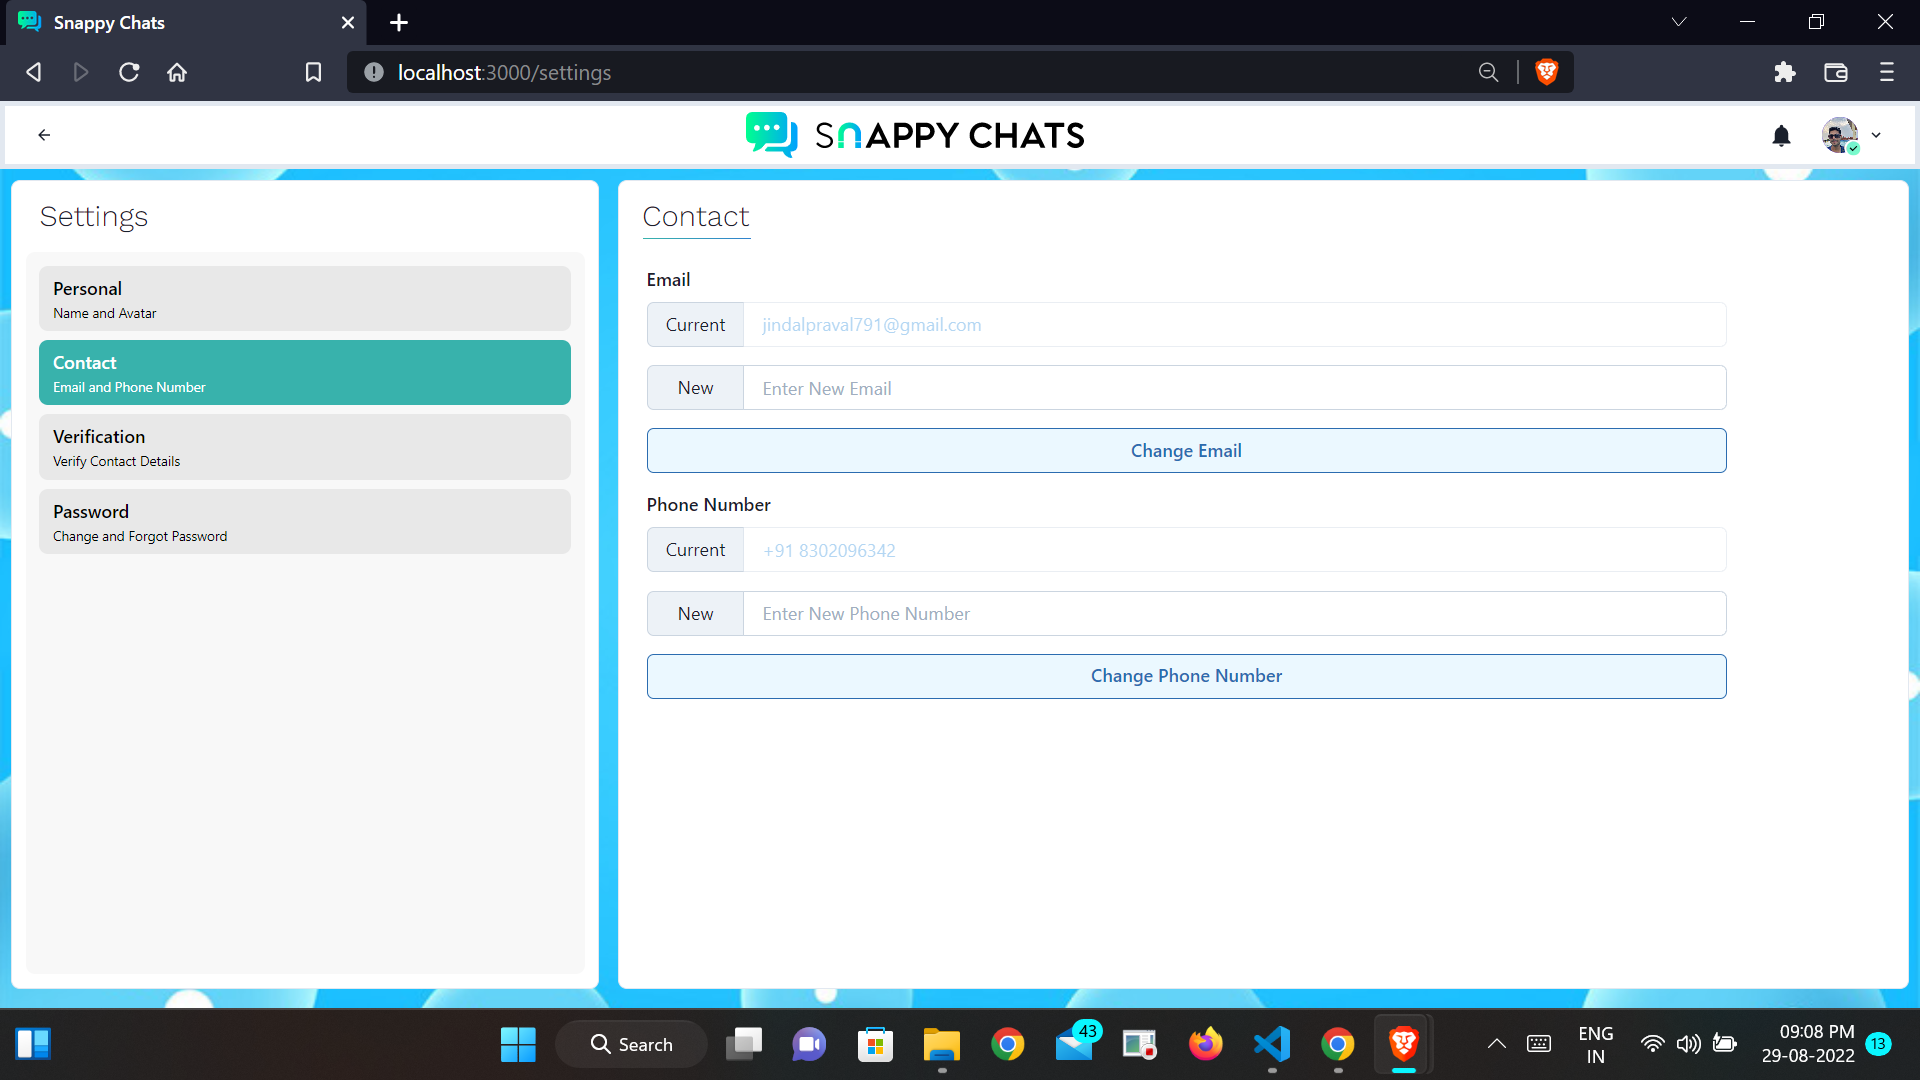 Snappy Chats
localhost:3000/settings
SnAPPY CHATS
Settings
Personal
Name and Avatar
Contact
Email and Phone Number
Verification
Verify Contact Details
Password
Change and Forgot Password
Contact
Email
Current jindalpraval791@gmail.com
New Enter New Email
Change Email
Phone Number
Current +91 8302096342
New Enter New Phone Number
Change Phone Number
Search
43
ENG
IN
09:08 PM
29-08-2022
13